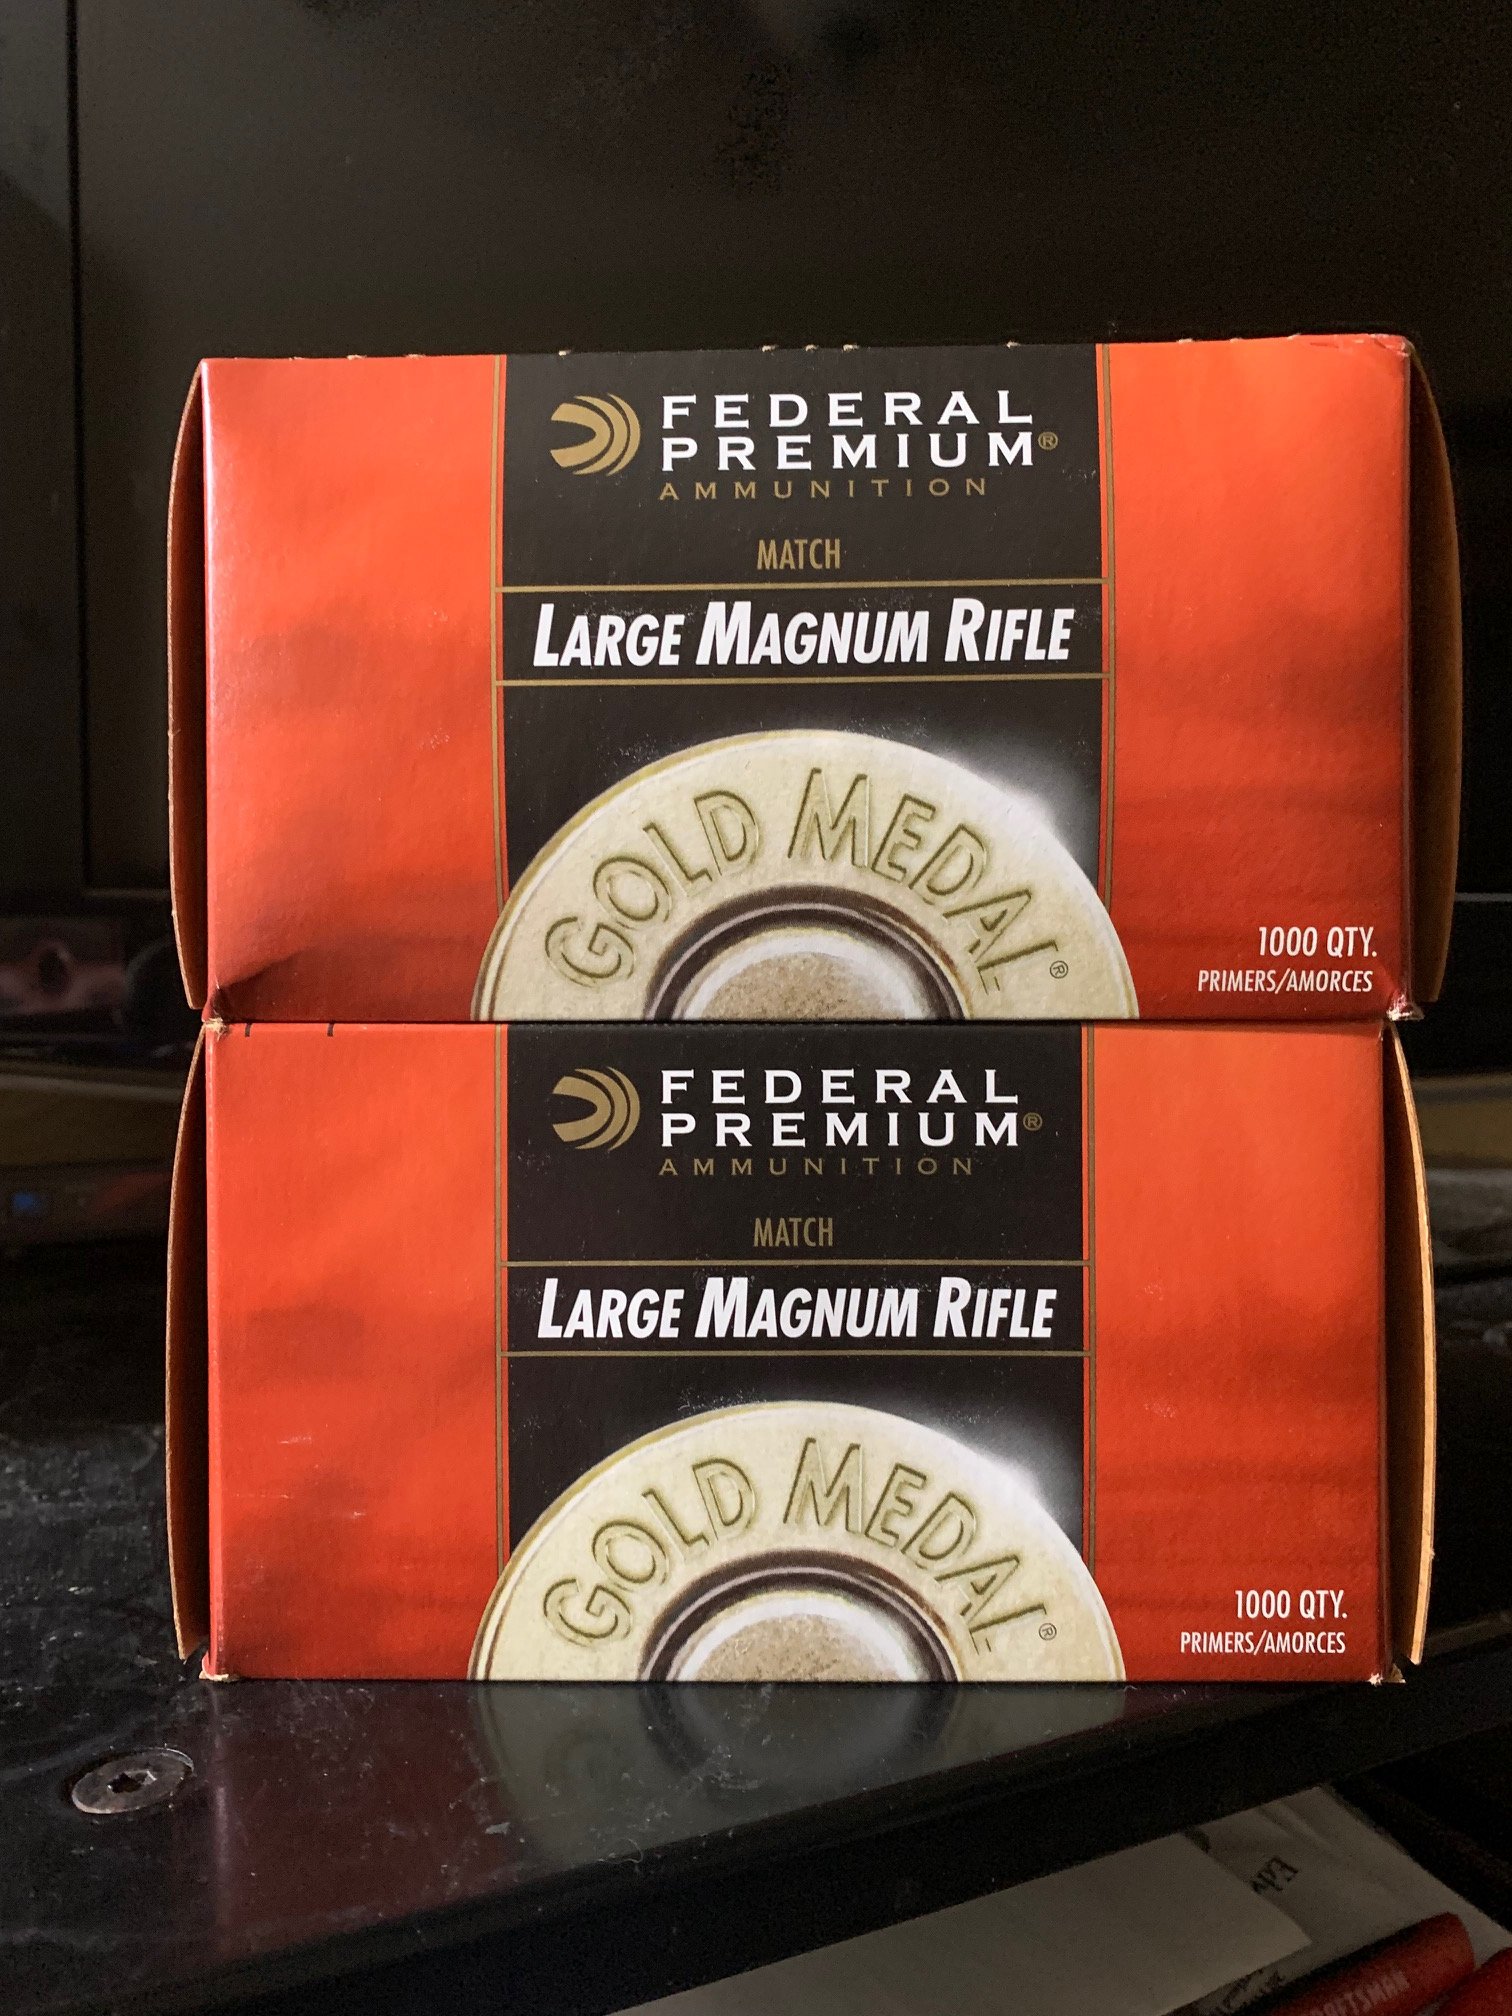 FEDERAL
PREMIUM®
AMMUNITION
MATCH
LARGE MAGNUM RIFLE
GOLD MEDAL®
1000 QTY.
PRIMERS/AMORCES
FEDERAL
PREMIUM®
AMMUNITION
MATCH
LARGE MAGNUM RIFLE
GOLD MEDAL®
1000 QTY.
PRIMERS/AMORCES